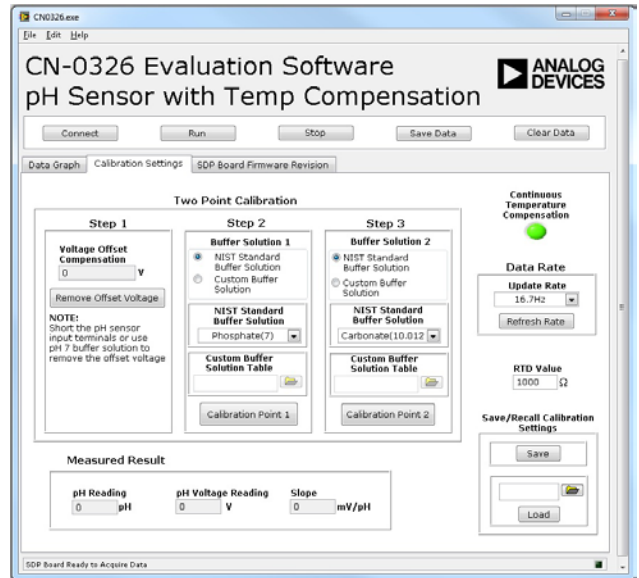 CN0326.exe
File Edit Help
CN-0326 Evaluation Software
pH Sensor with Temp Compensation
ANALOG
DEVICES
Connect Run Stop Save Data Clear Data
Data Graph Calibration Settings SDP Board Firmware Revision
Two Point Calibration
Step 1
Voltage Offset
Compensation
0 V
Remove Offset Voltage
NOTE:
Short the pH sensor
input terminals or use
pH 7 buffer solution to
remove the offset voltage
Step 2
Buffer Solution 1
NIST Standard
Buffer Solution
Custom Buffer
Solution
NIST Standard
Buffer Solution
Phosphate(7)
Custom Buffer
Solution Table
Calibration Point 1
Step 3
Buffer Solution 2
NIST Standard
Buffer Solution
Custom Buffer
Solution
NIST Standard
Buffer Solution
Carbonate(10.012
Custom Buffer
Solution Table
Calibration Point 2
Continuous
Temperature
Compensation
Data Rate
Update Rate
16.7Hz
Refresh Rate
RTD Value
1000 Ω
Save/Recall Calibration
Settings
Save
Load
Measured Result
pH Reading
0 pH
pH Voltage Reading
0 V
Slope
0 mV/pH
SDP Board Ready to Acquire Data